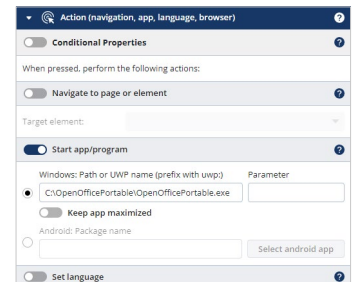 Action (navigation, app, language, browser)
Conditional Properties
When pressed, perform the following actions:
Navigate to page or element
Target element:
Start app/program
Windows: Path or UWP name (prefix with uwp:) Parameter
C:\OpenOfficePortable\OpenOfficePortable.exe
Keep app maximized
Android: Package name
Select android app
Set language